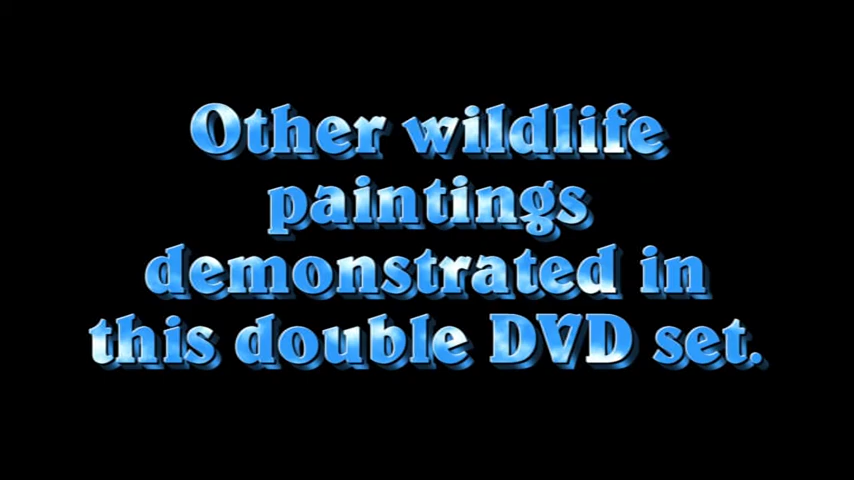 Other wildlife
paintings
demonstrated in
this double DVD set.